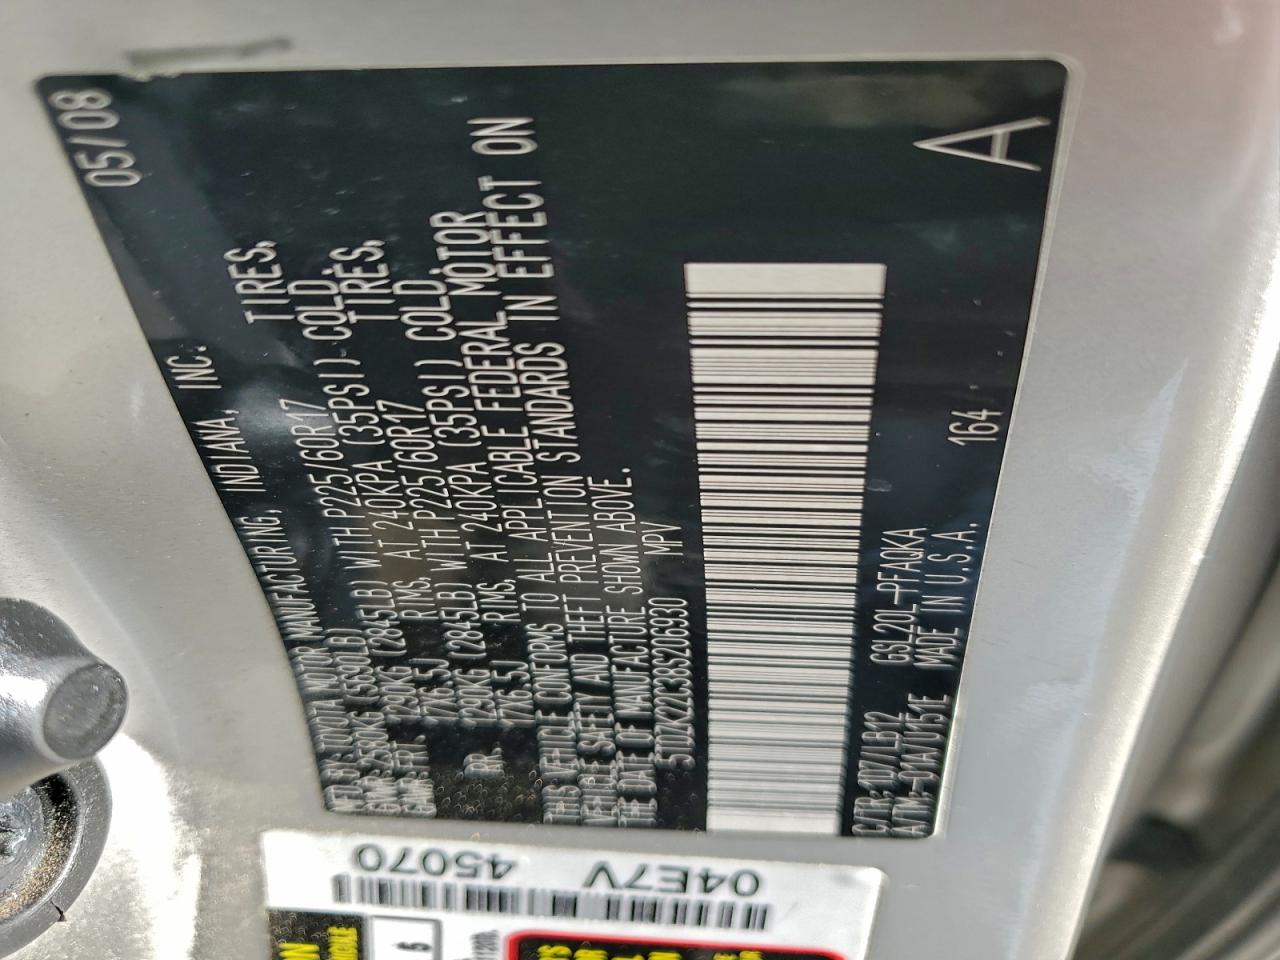 05/08
MFD BY: TOYOTA MOTOR MANUFACTURING, INDIANA, INC.
GVWR 2580KG (5690LB)
GAWR FRT. 1290KG (2845LB) WITH P225/60R17 TIRES,
17X6.5J RIMS, AT 240KPA (35PSI) COLD.
RR. 1290KG (2845LB) WITH P225/60R17 TIRES,
17X6.5J RIMS, AT 240KPA (35PSI) COLD
THIS VEHICLE CONFORMS TO ALL APPLICABLE FEDERAL MOTOR
VEHICLE SAFETY AND THEFT PREVENTION STANDARDS IN EFFECT ON
THE DATE OF MANUFACTURE SHOWN ABOVE.
5TDZK22C38S206930 MPV
A
C/TR: 1D7/LB12 GSL20L-PFAQKA
A/TM: -01A/U151E MADE IN U.S.A. 164
04E7V 45070
5